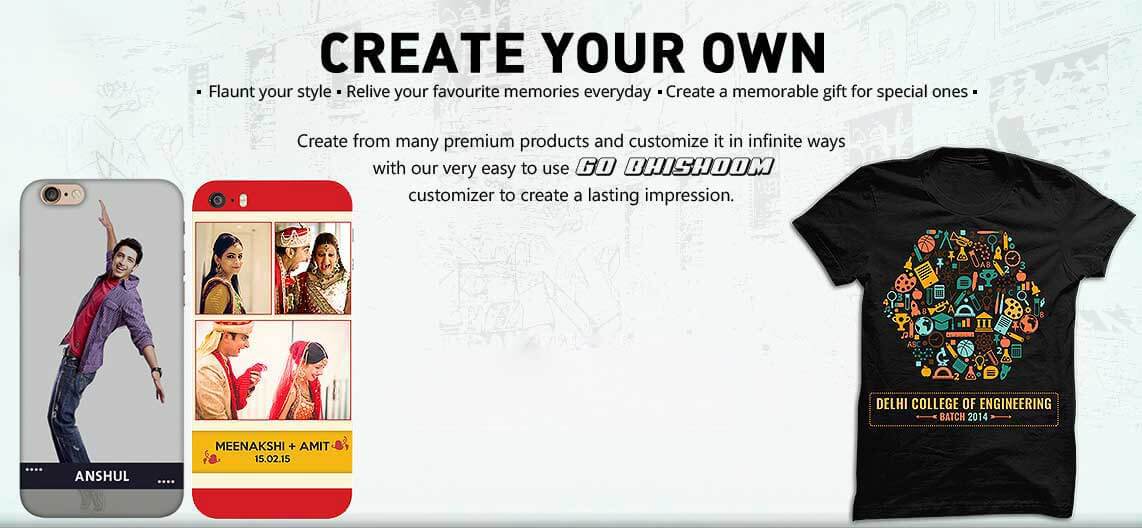 CREATE YOUR OWN
▪ Flaunt your style ▪ Relive your favourite memories everyday ▪ Create a memorable gift for special ones ▪
Create from many premium products and customize it in infinite ways
with our very easy to use GO DHISHOOM
customizer to create a lasting impression.
ANSHUL
MEENAKSHI + AMIT
15.02.15
DELHI COLLEGE OF ENGINEERING
BATCH 2014